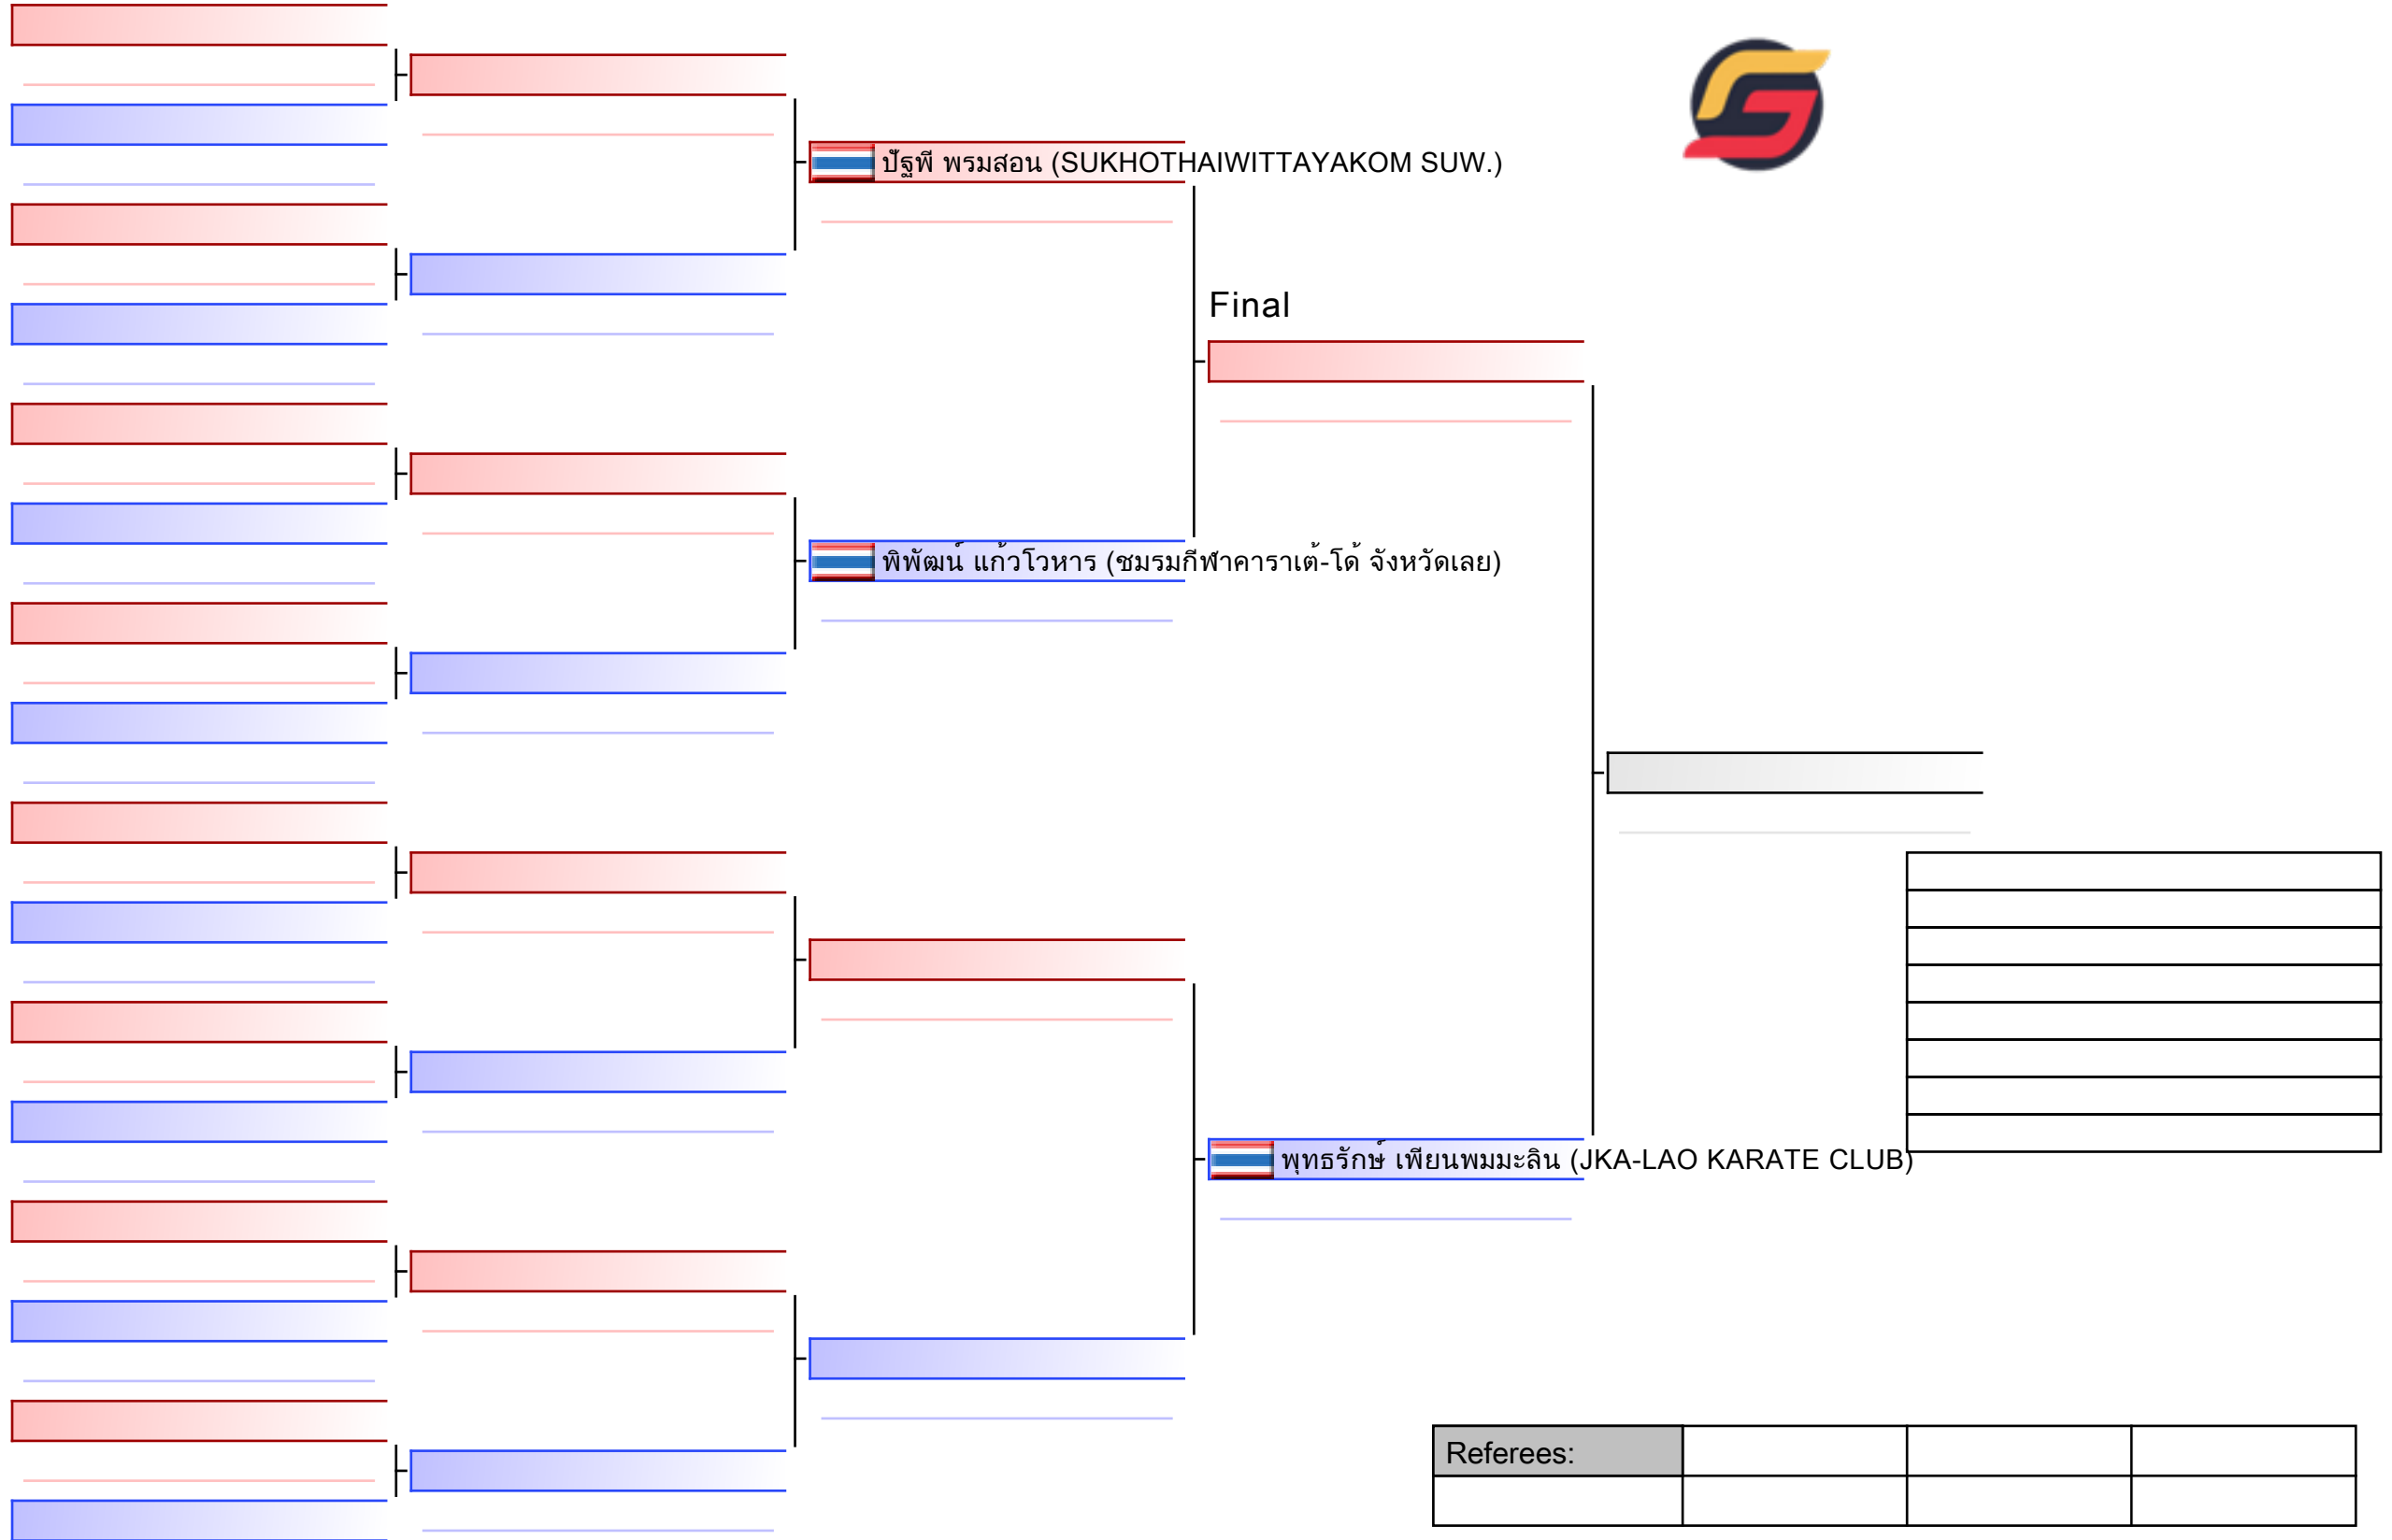 ปัฐพี พรมสอน (SUKHOTHAIWITTAYAKOM SUW.)
Final
พิพัฒน์ แก้วโวหาร (ชมรมกีฬาคาราเต้-โด้ จังหวัดเลย)
พุทธรักษ์ เพียนพมมะลิน (JKA-LAO KARATE CLUB)
Referees: